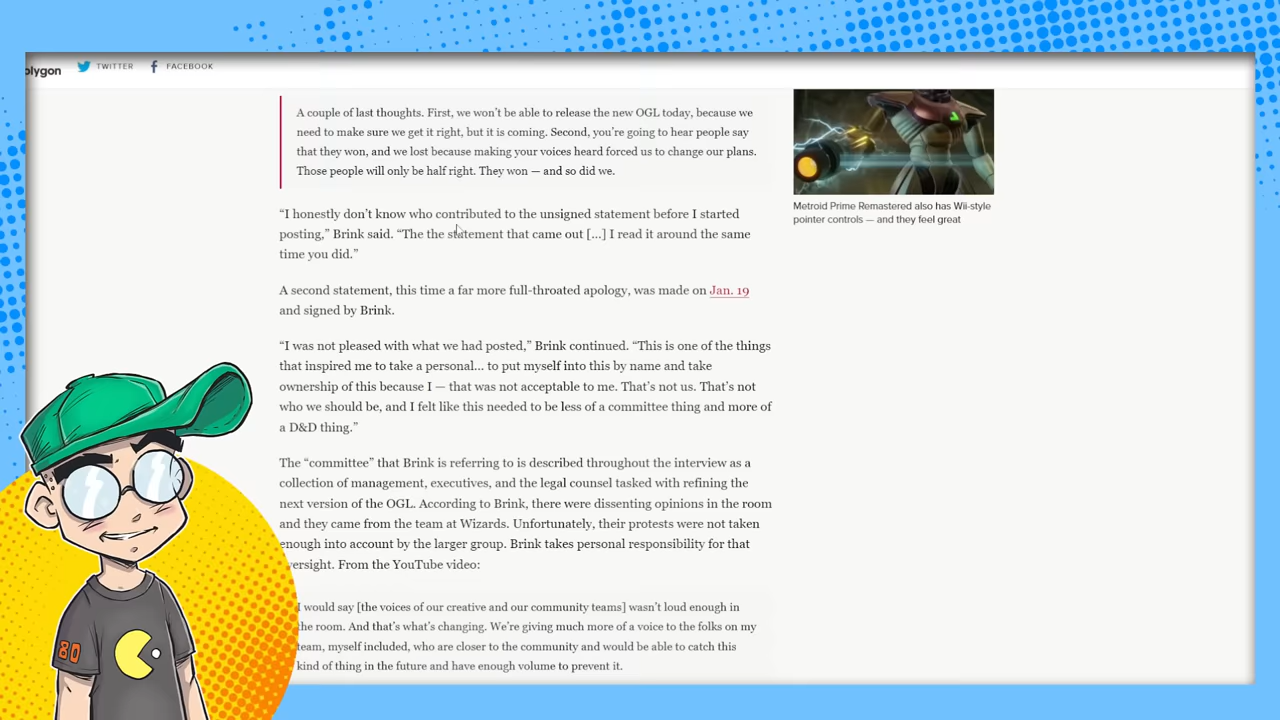 olygon
TWITTER
FACEBOOK
A couple of last thoughts. First, we won't be able to release the new OGL today, because we
need to make sure we get it right, but it is coming. Second, you're going to hear people say
that they won, and we lost because making your voices heard forced us to change our plans.
Those people will only be half right. They won — and so did we.
“I honestly don't know who contributed to the unsigned statement before I started
posting,” Brink said. “The the statement that came out [...] I read it around the same
time you did.”
A second statement, this time a far more full-throated apology, was made on Jan. 19
and signed by Brink.
“I was not pleased with what we had posted,” Brink continued. “This is one of the things
that inspired me to take a personal... to put myself into this by name and take
ownership of this because I — that was not acceptable to me. That's not us. That's not
who we should be, and I felt like this needed to be less of a committee thing and more of
a D&D thing.”
The “committee” that Brink is referring to is described throughout the interview as a
collection of management, executives, and the legal counsel tasked with refining the
next version of the OGL. According to Brink, there were dissenting opinions in the room
and they came from the team at Wizards. Unfortunately, their protests were not taken
enough into account by the larger group. Brink takes personal responsibility for that
versight. From the YouTube video:
I would say [the voices of our creative and our community teams] wasn't loud enough in
the room. And that's what's changing. We're giving much more of a voice to the folks on my
team, myself included, who are closer to the community and would be able to catch this
kind of thing in the future and have enough volume to prevent it.
Metroid Prime Remastered also has Wii-style
pointer controls — and they feel great
80